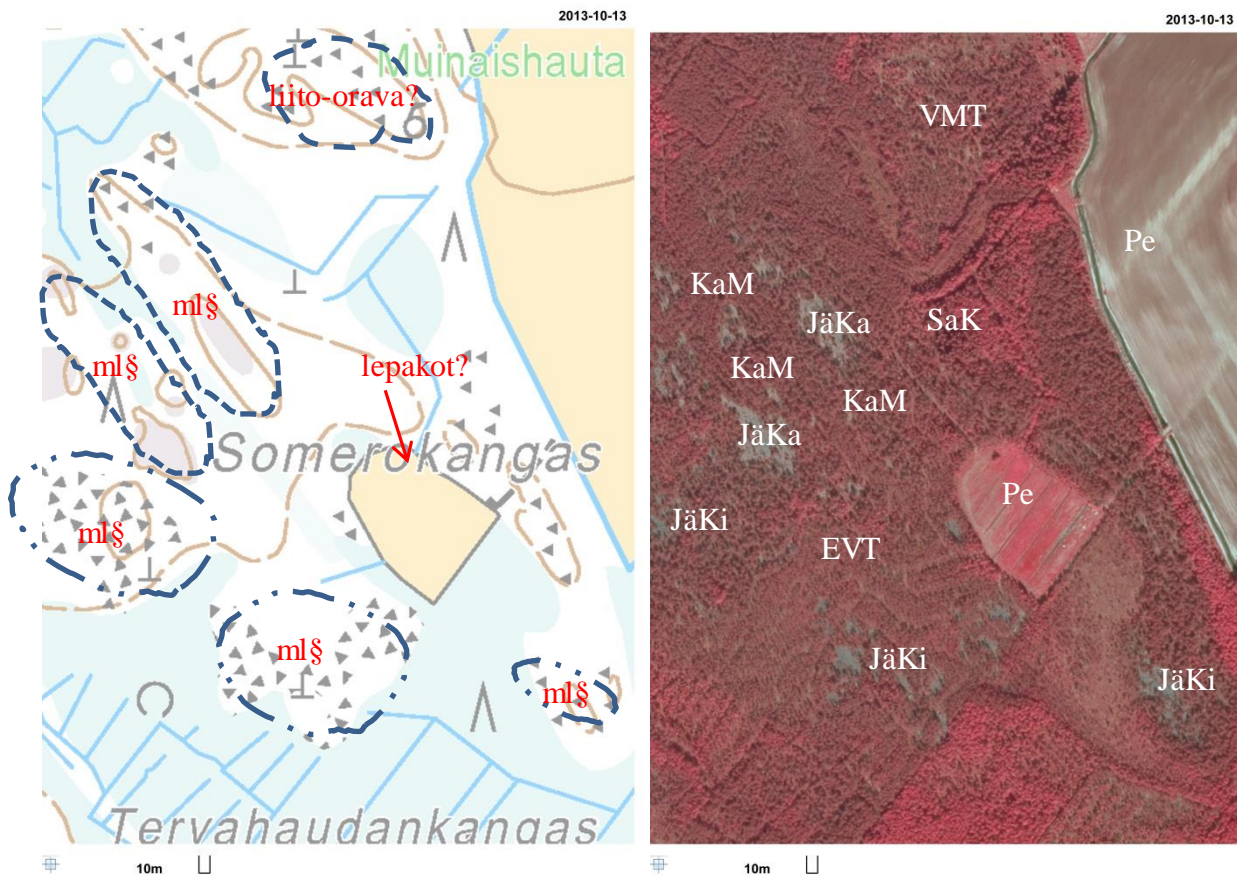 2013-10-13
Muinaishauta
liito-orava?
ml§
ml§
lepakot?
Somerokangas
ml§
ml§
ml§
Tervahaudankangas
10m
2013-10-13
VMT
Pe
KaM
JäKa
SaK
KaM
KaM
JäKa
Pe
JäKi
EVT
JäKi
JäKi
10m